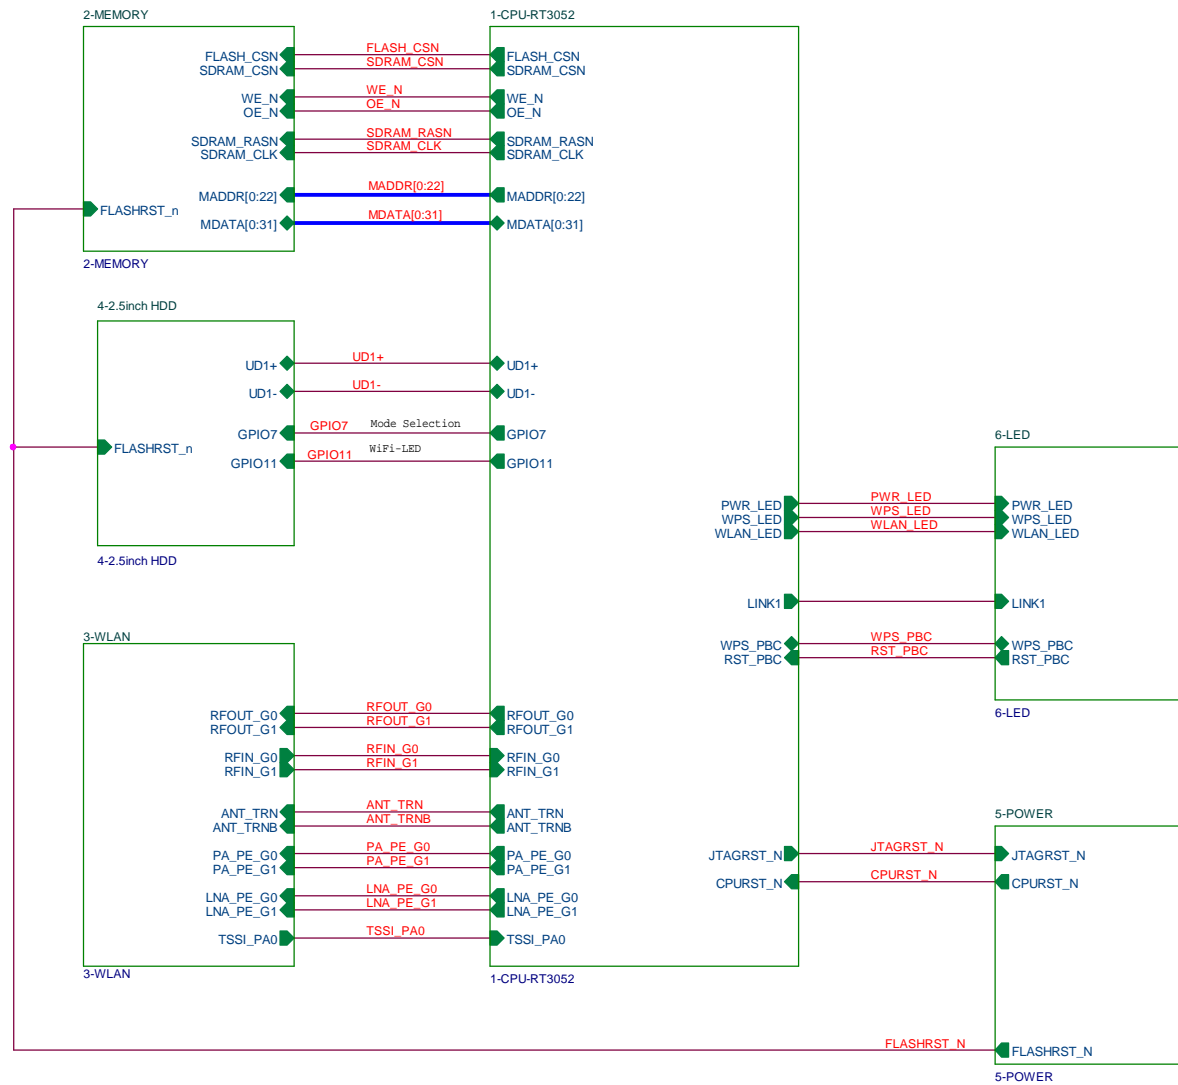 2-MEMORY
1-CPU-RT3052
FLASH_CSN FLASH_CSN FLASH_CSN
SDRAM_CSN SDRAM_CSN SDRAM_CSN
WE_N WE_N WE_N
OE_N OE_N OE_N
SDRAM_RASN SDRAM_RASN SDRAM_RASN
SDRAM_CLK SDRAM_CLK SDRAM_CLK
MADDR[0:22] MADDR[0:22] MADDR[0:22]
FLASHRST_n
MDATA[0:31] MDATA[0:31] MDATA[0:31]
2-MEMORY
4-2.5inch HDD
UD1+ UD1+ UD1+
UD1- UD1- UD1-
GPIO7 GPIO7 Mode Selection GPIO7
FLASHRST_n
GPIO11 GPIO11 WiFi-LED GPIO11
4-2.5inch HDD
6-LED
PWR_LED PWR_LED PWR_LED
WPS_LED WPS_LED WPS_LED
WLAN_LED WLAN_LED WLAN_LED
LINK1 LINK1
WPS_PBC WPS_PBC WPS_PBC
RST_PBC RST_PBC RST_PBC
6-LED
3-WLAN
RFOUT_G0 RFOUT_G0 RFOUT_G0
RFOUT_G1 RFOUT_G1 RFOUT_G1
RFIN_G0 RFIN_G0 RFIN_G0
RFIN_G1 RFIN_G1 RFIN_G1
ANT_TRN ANT_TRN ANT_TRN
ANT_TRNB ANT_TRNB ANT_TRNB
PA_PE_G0 PA_PE_G0 PA_PE_G0
PA_PE_G1 PA_PE_G1 PA_PE_G1
LNA_PE_G0 LNA_PE_G0 LNA_PE_G0
LNA_PE_G1 LNA_PE_G1 LNA_PE_G1
TSSI_PA0 TSSI_PA0 TSSI_PA0
3-WLAN
1-CPU-RT3052
5-POWER
JTAGRST_N JTAGRST_N JTAGRST_N
CPURST_N CPURST_N CPURST_N
FLASHRST_N FLASHRST_N
5-POWER